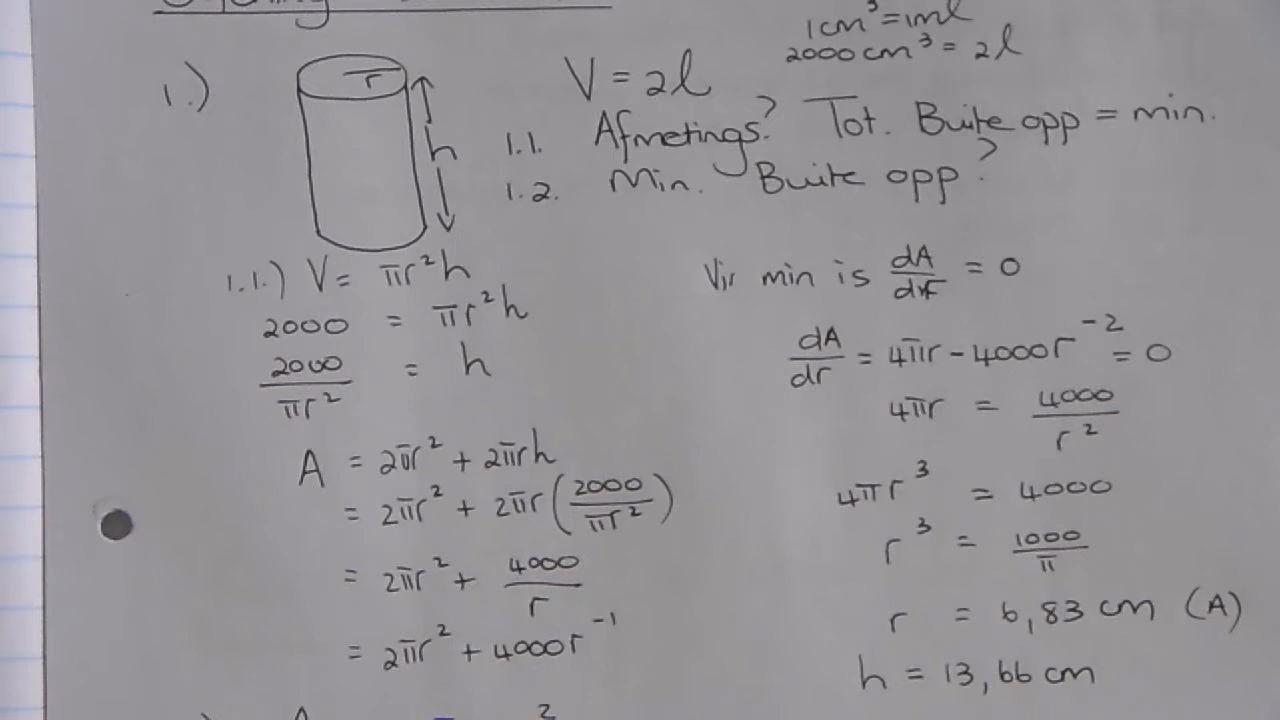 1cm³ = 1ml
2000cm³ = 2l
1.)
r
h
V = 2l
1.1. Afmetings? Tot. Buite opp = min.
1.2. Min. Buite opp?
1.1.) V = πr²h
2000 = πr²h
2000/πr² = h
A = 2πr² + 2πrh
= 2πr² + 2πr(2000/πr²)
= 2πr² + 4000/r
= 2πr² + 4000r⁻¹
Vir min is dA/dr = 0
dA/dr = 4πr - 4000r⁻² = 0
4πr = 4000/r²
4πr³ = 4000
r³ = 1000/π
r = 6,83 cm (A)
h = 13,66 cm